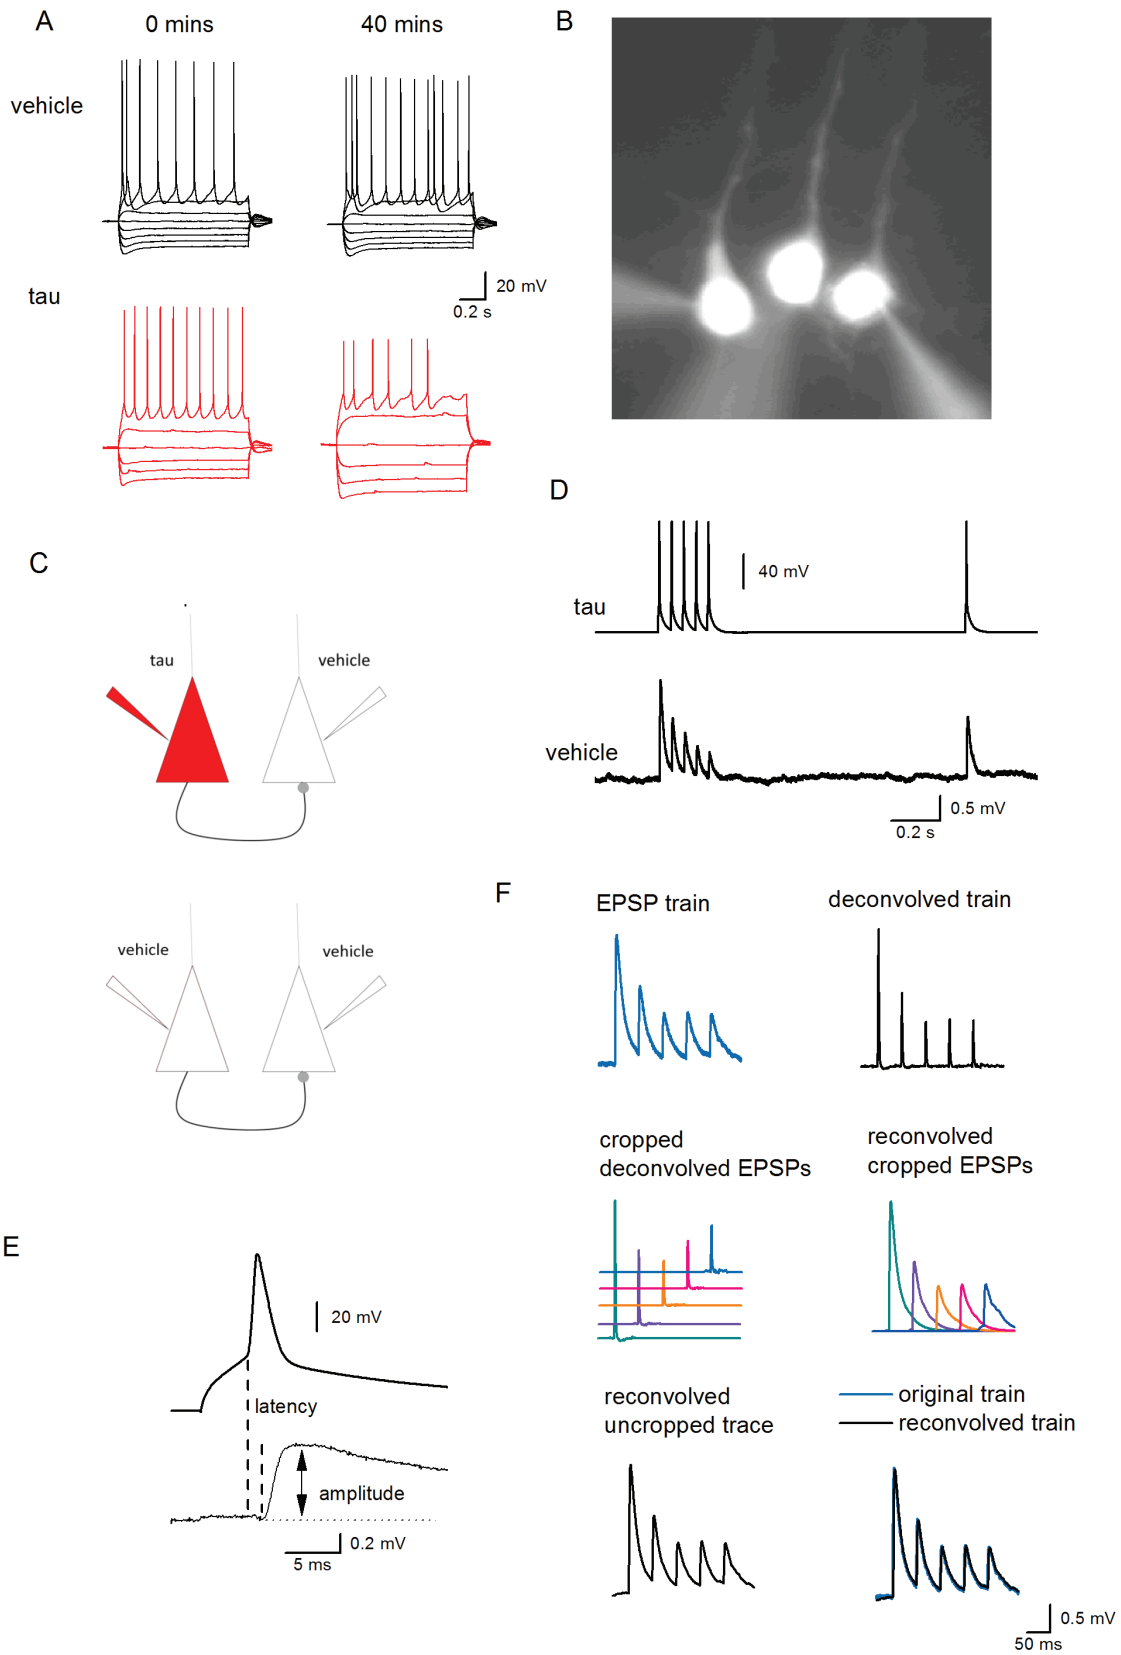 A
0 mins
40 mins
B
vehicle
tau
20 mV
0.2 s
D
40 mV
tau
vehicle
0.5 mV
0.2 s
C
tau
vehicle
vehicle
vehicle
E
20 mV
latency
amplitude
0.2 mV
5 ms
F
EPSP train
deconvolved train
cropped
deconvolved EPSPs
reconvolved
cropped EPSPs
reconvolved
uncropped trace
original train
reconvolved train
0.5 mV
50 ms